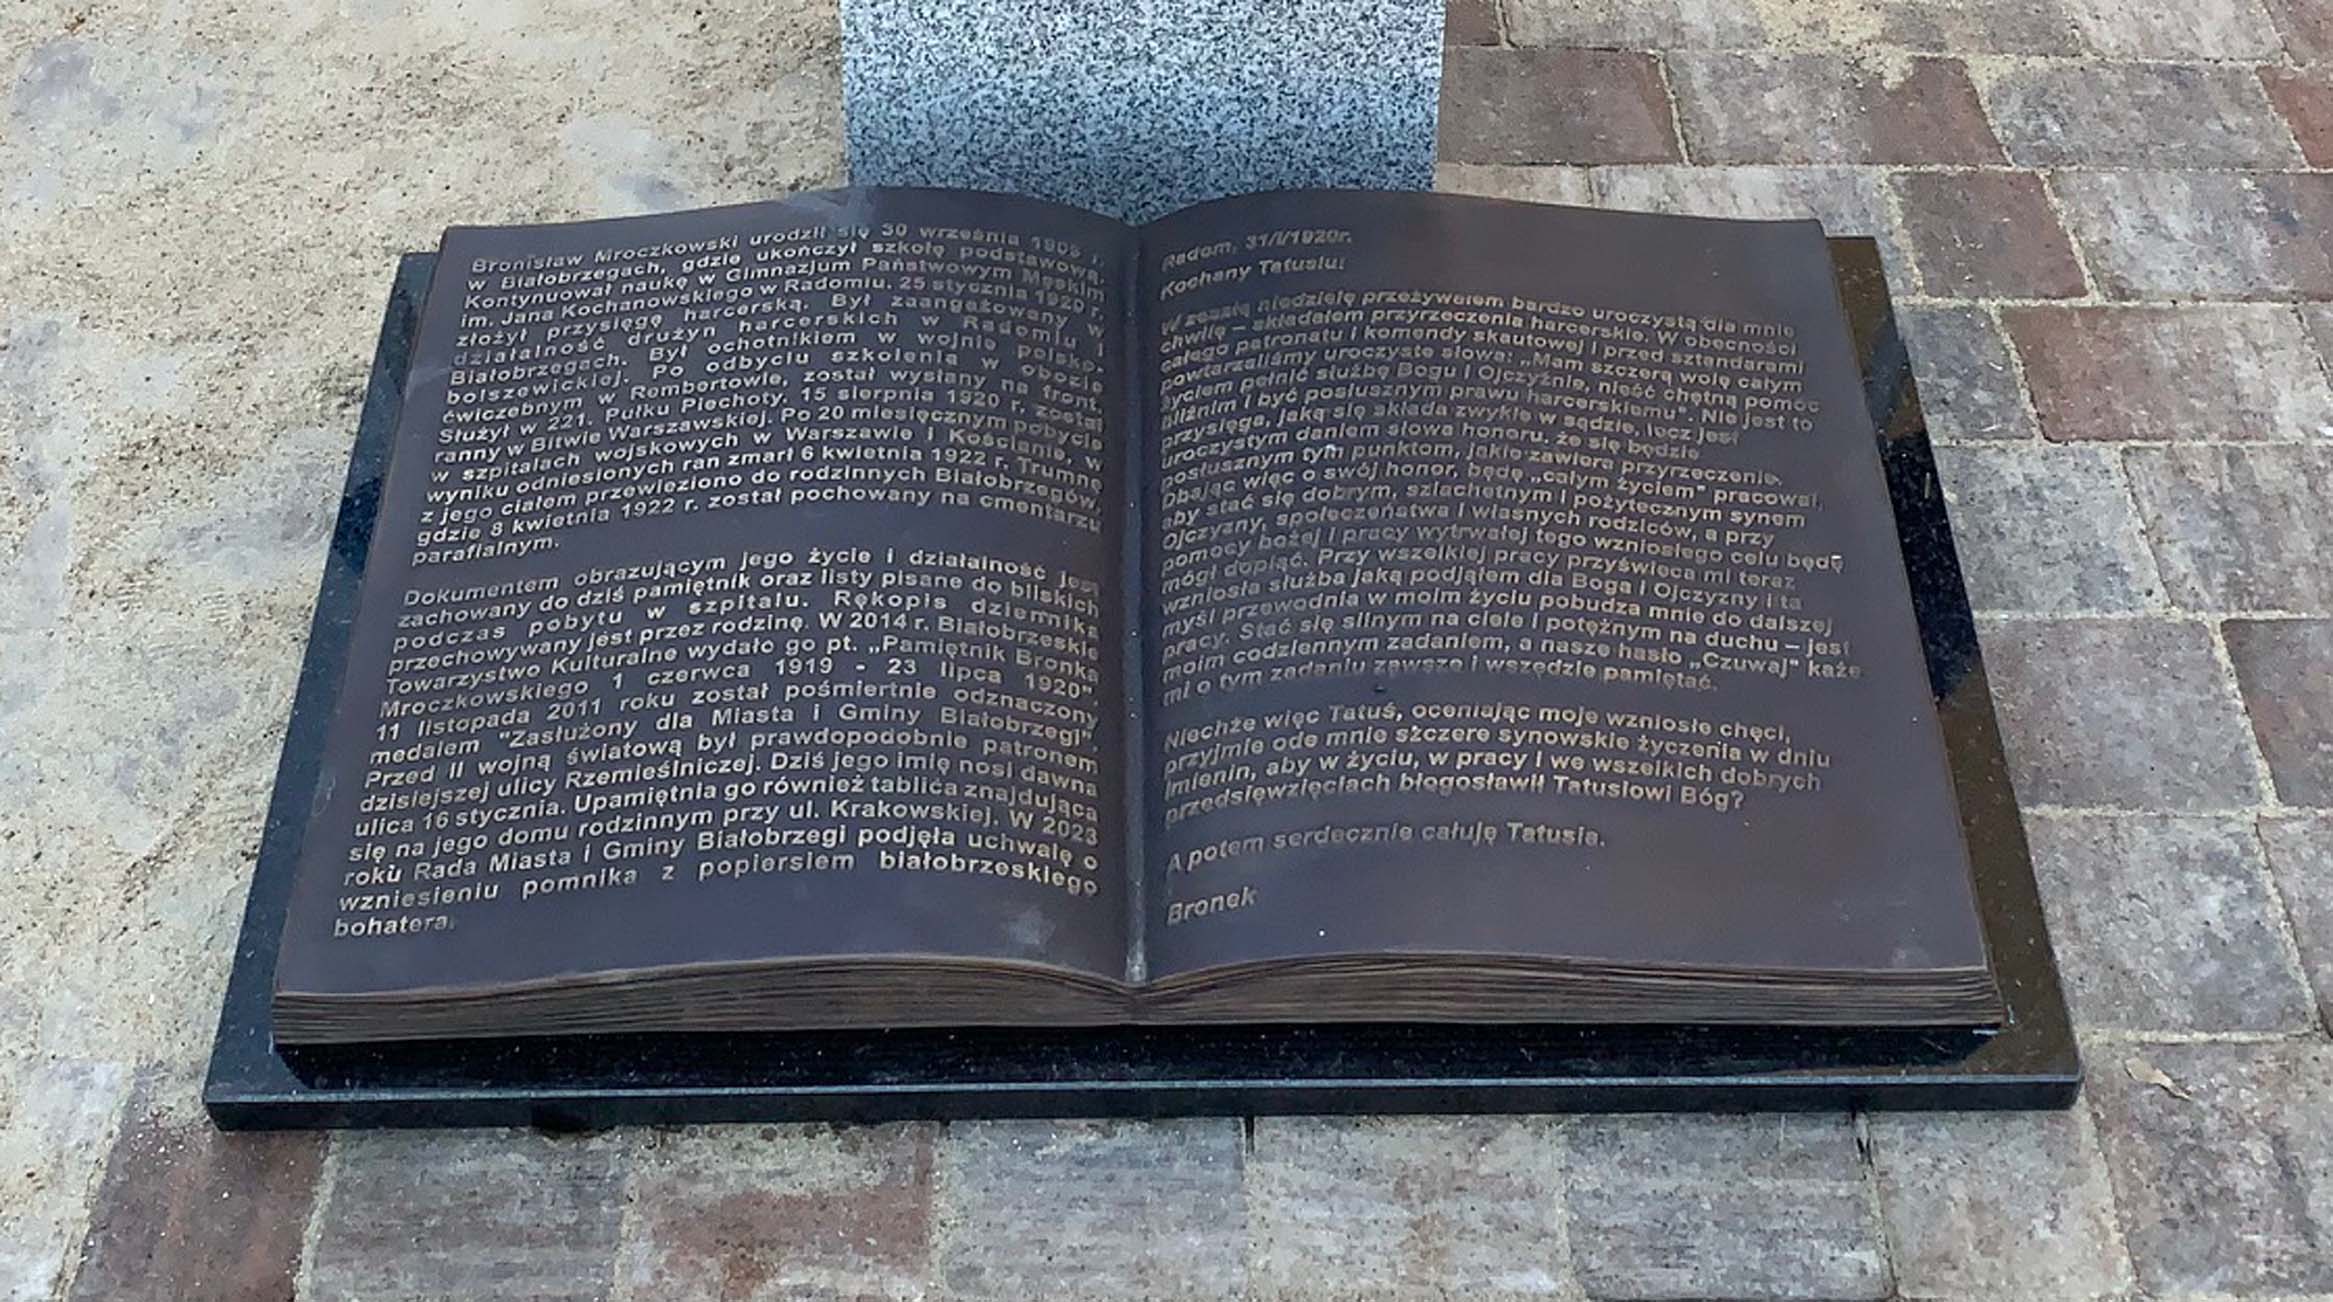 Bronisław Mroczkowski urodził się 30 września 1905 r.
w Białobrzegach, gdzie ukończył szkołę podstawową.
Kontynuował naukę w Gimnazjum Państwowym Męskim
im. Jana Kochanowskiego w Radomiu. 25 stycznia 1920 r.
złożył przysięgę harcerską. Był zaangażowany w
działalność drużyn harcerskich w Radomiu i
Białobrzegach. Był ochotnikiem w wojnie polsko-
bolszewickiej. Po odbyciu szkolenia w obozie
ćwiczebnym w Rembertowie, został wysłany na front.
Służył w 221. Pułku Piechoty. 15 sierpnia 1920 r. został
ranny w Bitwie Warszawskiej. Po 20 miesięcznym pobycie
w szpitalach wojskowych w Warszawie i Kościanie, w
wyniku odniesionych ran zmarł 6 kwietnia 1922 r. Trumnę
z jego ciałem przewieziono do rodzinnych Białobrzegów,
gdzie 8 kwietnia 1922 r. został pochowany na cmentarzu
parafialnym.
Dokumentem obrazującym jego życie i działalność jest
zachowany do dziś pamiętnik oraz listy pisane do bliskich
podczas pobytu w szpitalu. Rękopis dziennika
przechowywany jest przez rodzinę. W 2014 r. Białobrzeskie
Towarzystwo Kulturalne wydało go pt. „Pamiętnik Bronka
Mroczkowskiego 1 czerwca 1919 - 23 lipca 1920".
11 listopada 2011 roku został pośmiertnie odznaczony
medalem "Zasłużony dla Miasta i Gminy Białobrzegi".
Przed II wojną światową był prawdopodobnie patronem
dzisiejszej ulicy Rzemieślniczej. Dziś jego imię nosi dawna
ulica 16 stycznia. Upamiętnia go również tablica znajdująca
się na jego domu rodzinnym przy ul. Krakowskiej. W 2023
roku Rada Miasta i Gminy Białobrzegi podjęła uchwałę o
wzniesieniu pomnika z popiersiem białobrzeskiego
bohatera.
Radom, 31/I/1920r.
Kochany Tatusiu!
W zeszłą niedzielę przeżywałem bardzo uroczystą dla mnie
chwilę – składałem przyrzeczenia harcerskie. W obecności
całego patronatu i komendy skautowej i przed sztendarami
powtarzaliśmy uroczyste słowa: „Mam szczerą wolę całym
życiem pełnić służbę Bogu i Ojczyźnie, nieść chętną pomoc
bliźnim i być posłusznym prawu harcerskiemu". Nie jest to
przysięga, jaką się składa zwykle w sądzie, lecz jest
uroczystym daniem słowa honoru, że się będzie
posłusznym tym punktom, jakie zawiera przyrzeczenie.
Dbając więc o swój honor, będę „całym życiem" pracował,
aby stać się dobrym, szlachetnym i pożytecznym synem
Ojczyzny, społeczeństwa i własnych rodziców, a przy
pomocy bożej i pracy wytrwałej tego wzniosłego celu będę
mógł dopiąć. Przy wszelkiej pracy przyświeca mi teraz
wzniosła służba jaką podjąłem dla Boga i Ojczyzny i ta
myśl przewodnia w moim życiu pobudza mnie do dalszej
pracy. Stać się silnym na ciele i potężnym na duchu – jest
moim codziennym zadaniem, a nasze hasło „Czuwaj" każe
mi o tym zadaniu zawsze i wszędzie pamiętać.
Niechże więc Tatuś, oceniając moje wzniosłe chęci,
przyjmie ode mnie szczere synowskie życzenia w dniu
Imienin, aby w życiu, w pracy i we wszelkich dobrych
przedsięwzięciach błogosławił Tatusiowi Bóg?
A potem serdecznie całuję Tatusia.
Bronek